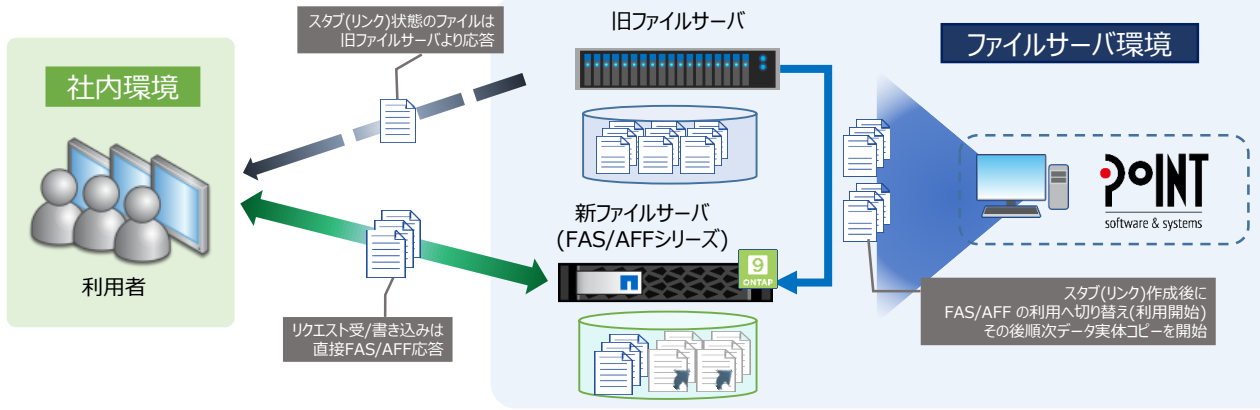 スタブ(リンク)状態のファイルは
旧ファイルサーバより応答
旧ファイルサーバ
ファイルサーバ環境
社内環境
利用者
新ファイルサーバ
(FAS/AFFシリーズ)
9
ONTAP
PoINT
software & systems
リクエスト受/書き込みは
直接FAS/AFF応答
スタブ(リンク)作成後に
FAS/AFF の利用へ切り替え(利用開始)
その後順次データ実体コピーを開始